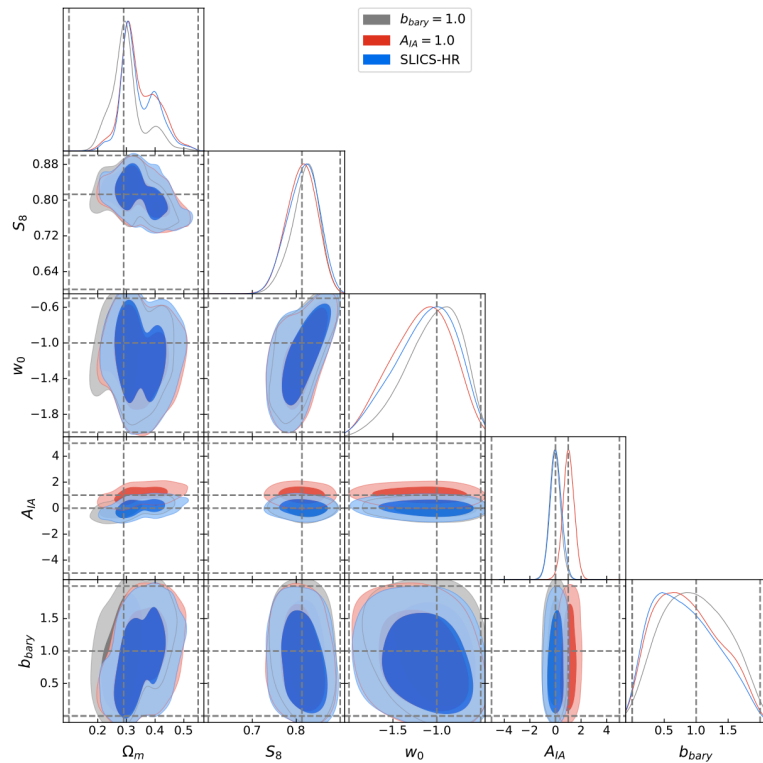 b_bary = 1.0
A_IA = 1.0
SLICS-HR
0.88
0.80
0.72
0.64
S_8
−0.6
−1.0
−1.4
−1.8
w_0
4
2
0
−2
−4
A_IA
1.5
1.0
0.5
b_bary
0.2 0.3 0.4 0.5
0.7 0.8
−1.5 −1.0
−4 −2 0 2 4
0.5 1.0 1.5
Ω_m S_8 w_0 A_IA b_bary